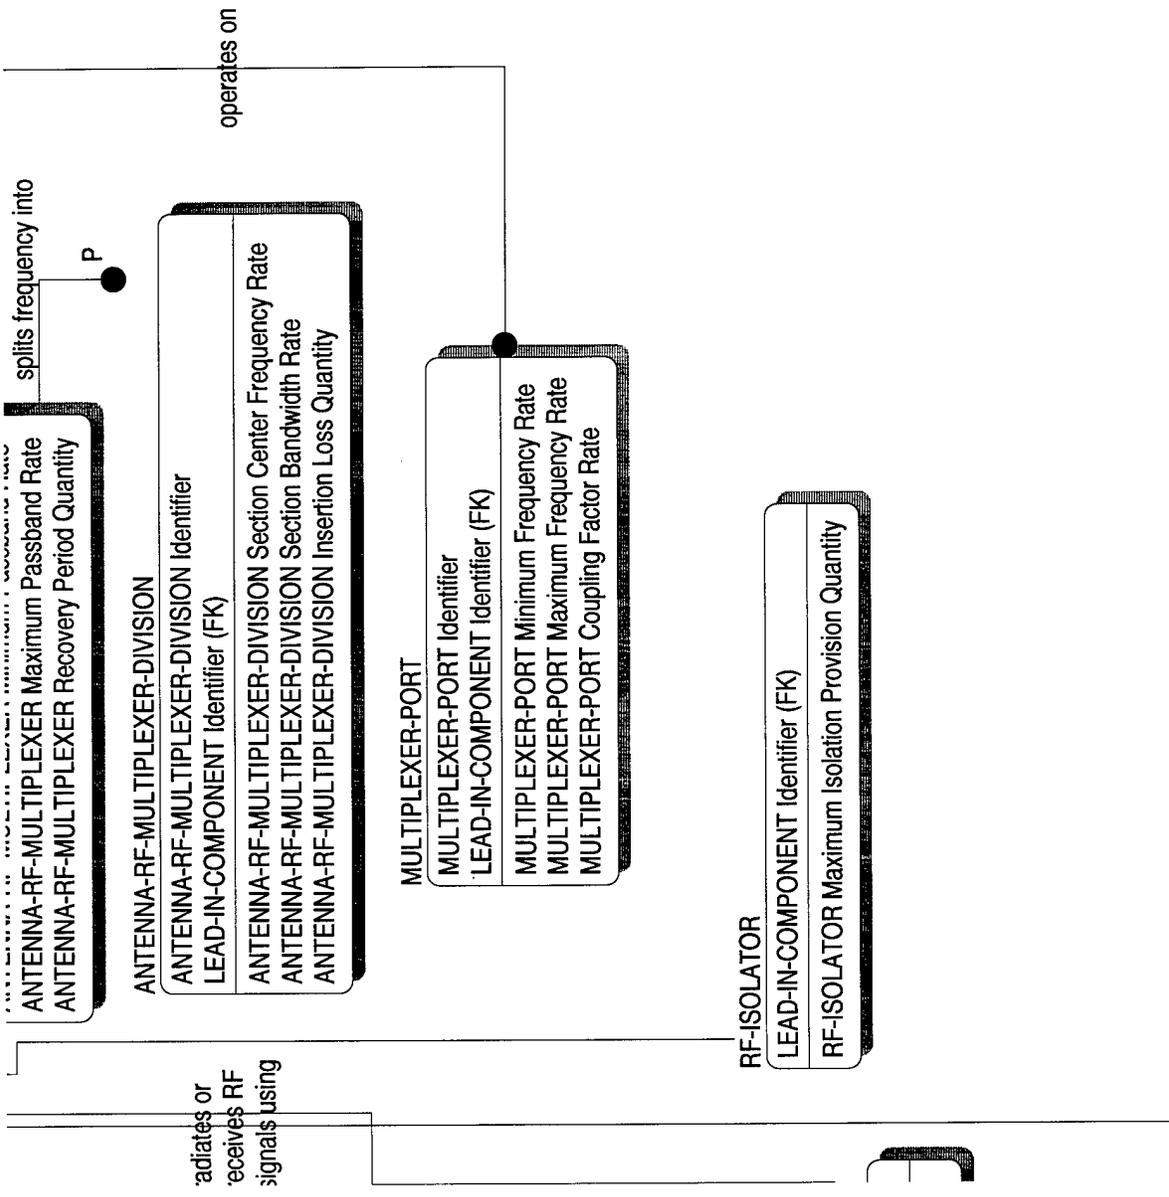 operates on
splits frequency into
P
ANTENNA-RF-MULTIPLEXER Maximum Passband Rate
ANTENNA-RF-MULTIPLEXER Recovery Period Quantity
ANTENNA-RF-MULTIPLEXER-DIVISION
ANTENNA-RF-MULTIPLEXER-DIVISION Identifier
LEAD-IN-COMPONENT Identifier (FK)
ANTENNA-RF-MULTIPLEXER-DIVISION Section Center Frequency Rate
ANTENNA-RF-MULTIPLEXER-DIVISION Section Bandwidth Rate
ANTENNA-RF-MULTIPLEXER-DIVISION Insertion Loss Quantity
MULTIPLEXER-PORT
MULTIPLEXER-PORT Identifier
LEAD-IN-COMPONENT Identifier (FK)
MULTIPLEXER-PORT Minimum Frequency Rate
MULTIPLEXER-PORT Maximum Frequency Rate
MULTIPLEXER-PORT Coupling Factor Rate
RF-ISOLATOR
LEAD-IN-COMPONENT Identifier (FK)
RF-ISOLATOR Maximum Isolation Provision Quantity
adiates or
eceives RF
signals using